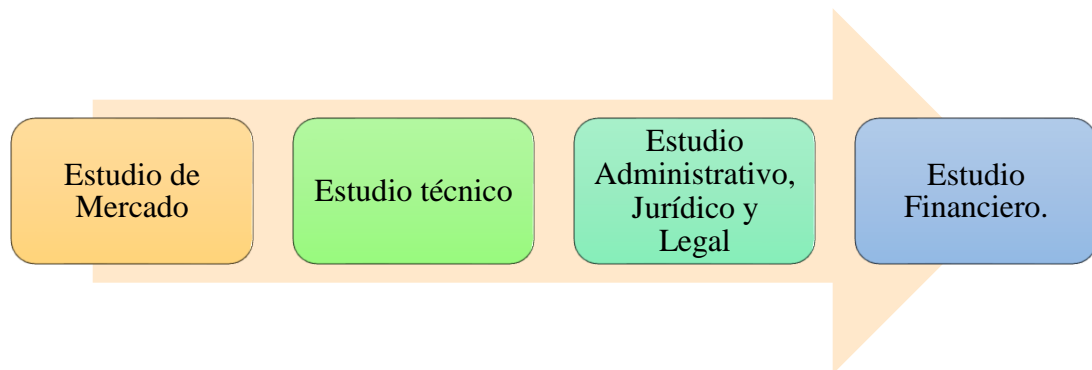 Estudio de
Mercado
Estudio técnico
Estudio
Administrativo,
Jurídico y
Legal
Estudio
Financiero.